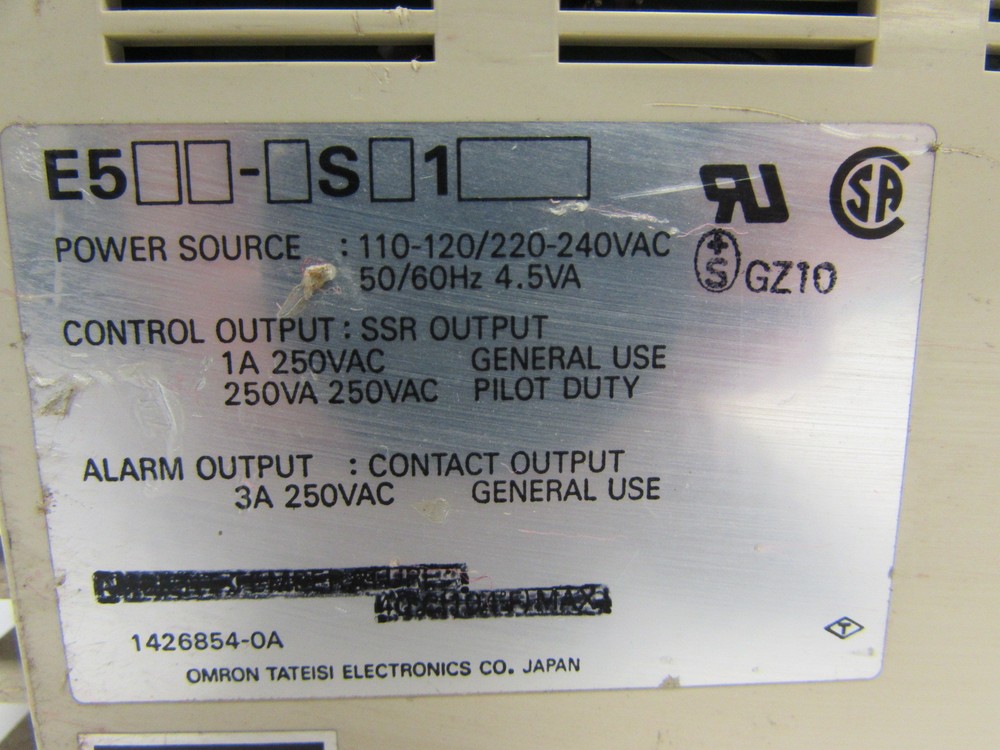 E5□□-□S□1□
POWER SOURCE : 110-120/220-240VAC
50/60Hz 4.5VA
S GZ10
CONTROL OUTPUT : SSR OUTPUT
1A 250VAC GENERAL USE
250VA 250VAC PILOT DUTY
ALARM OUTPUT : CONTACT OUTPUT
3A 250VAC GENERAL USE
1426854-0A
OMRON TATEISI ELECTRONICS CO. JAPAN
RU
SA